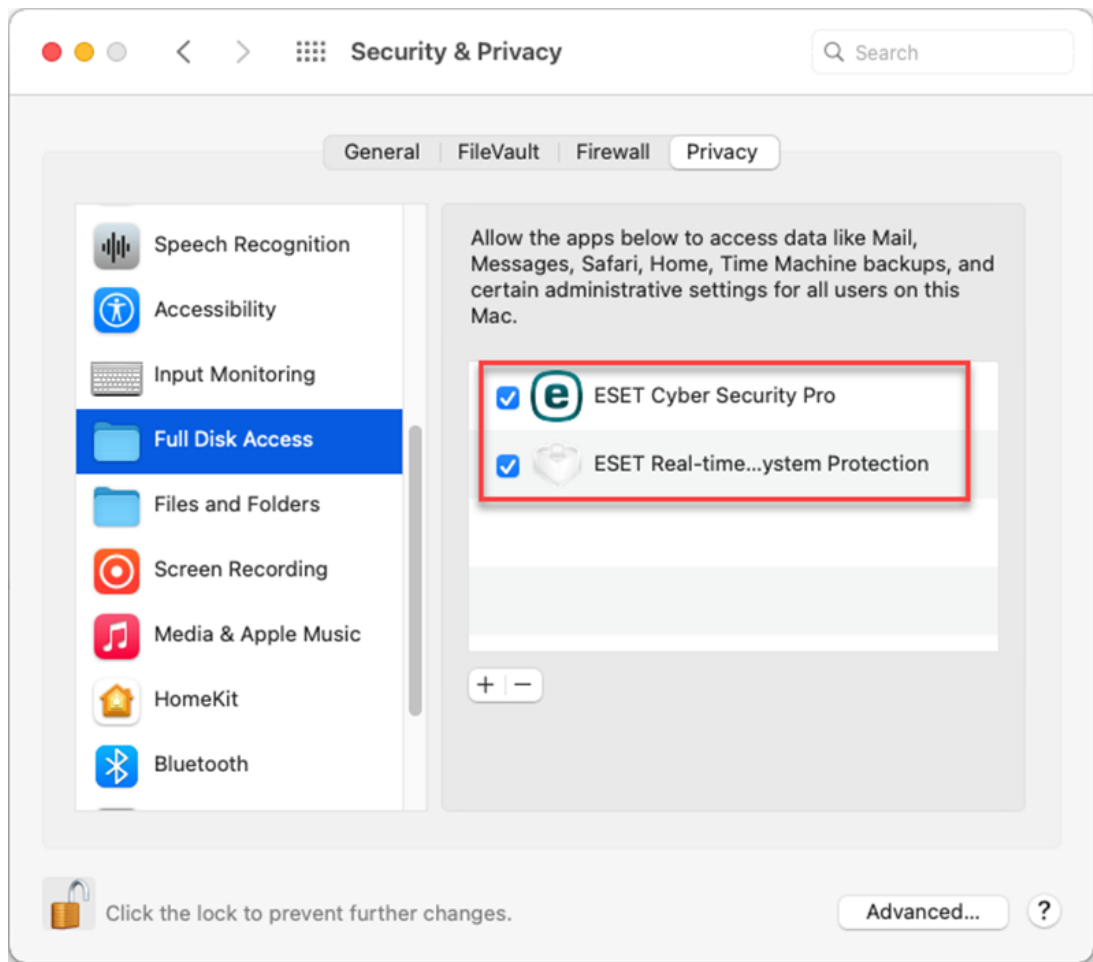 Security & Privacy
Search
General
FileVault
Firewall
Privacy
Speech Recognition
Accessibility
Input Monitoring
Full Disk Access
Files and Folders
Screen Recording
Media & Apple Music
HomeKit
Bluetooth
Allow the apps below to access data like Mail,
Messages, Safari, Home, Time Machine backups, and
certain administrative settings for all users on this
Mac.
e
ESET Cyber Security Pro
ESET Real-time...ystem Protection
+
−
Click the lock to prevent further changes.
Advanced...
?